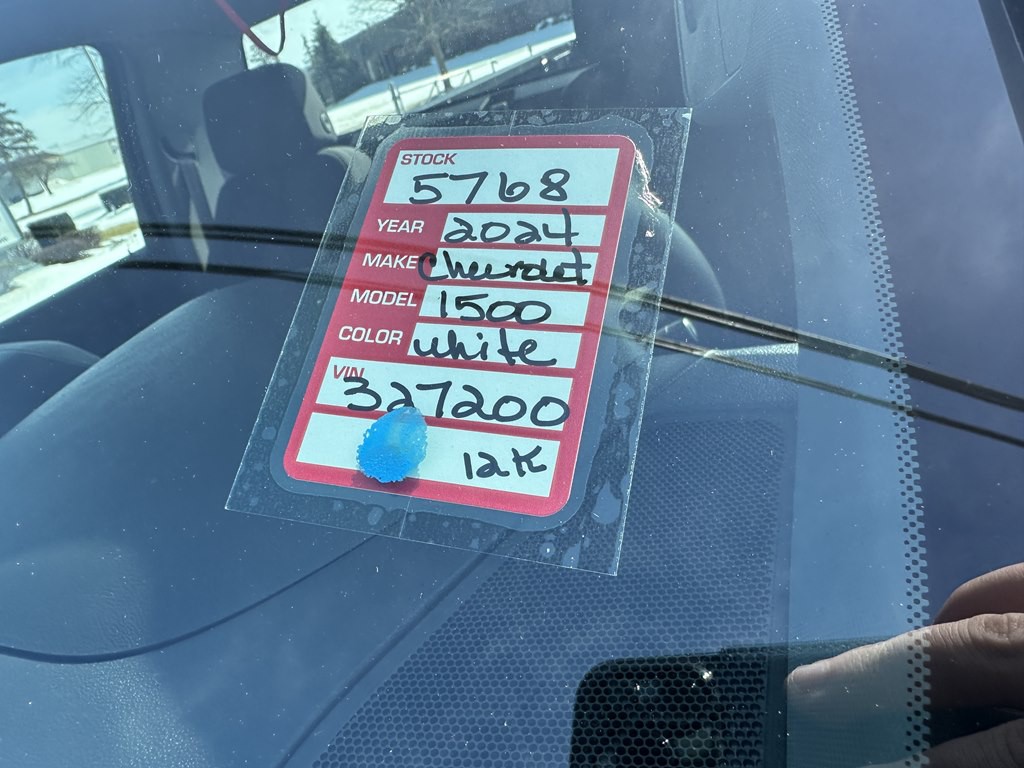 STOCK 5768
YEAR 2024
MAKE Chevrolet
MODEL 1500
COLOR white
VIN 327200
12K